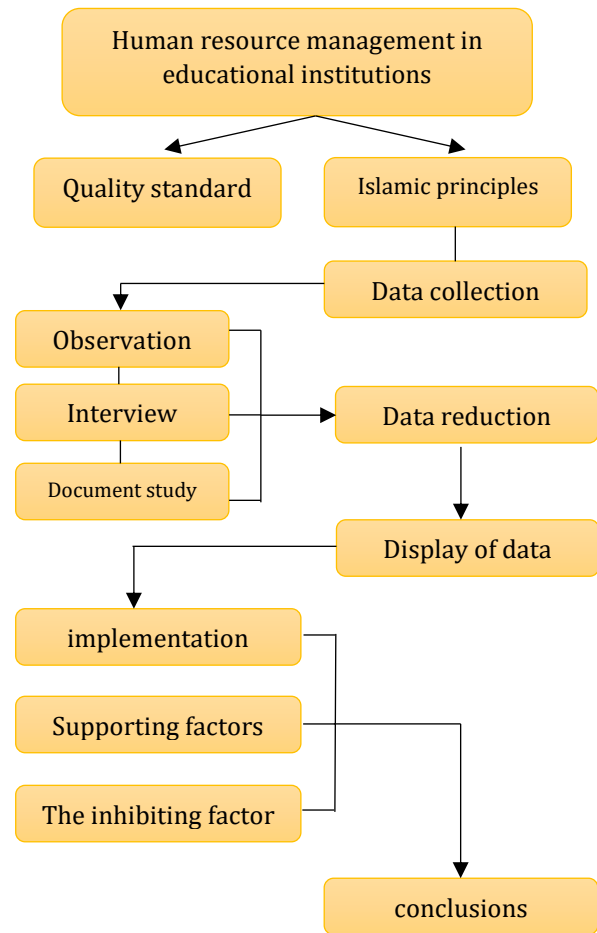 Human resource management in
educational institutions
Quality standard
Islamic principles
Data collection
Observation
Interview
Data reduction
Document study
Display of data
implementation
Supporting factors
The inhibiting factor
conclusions